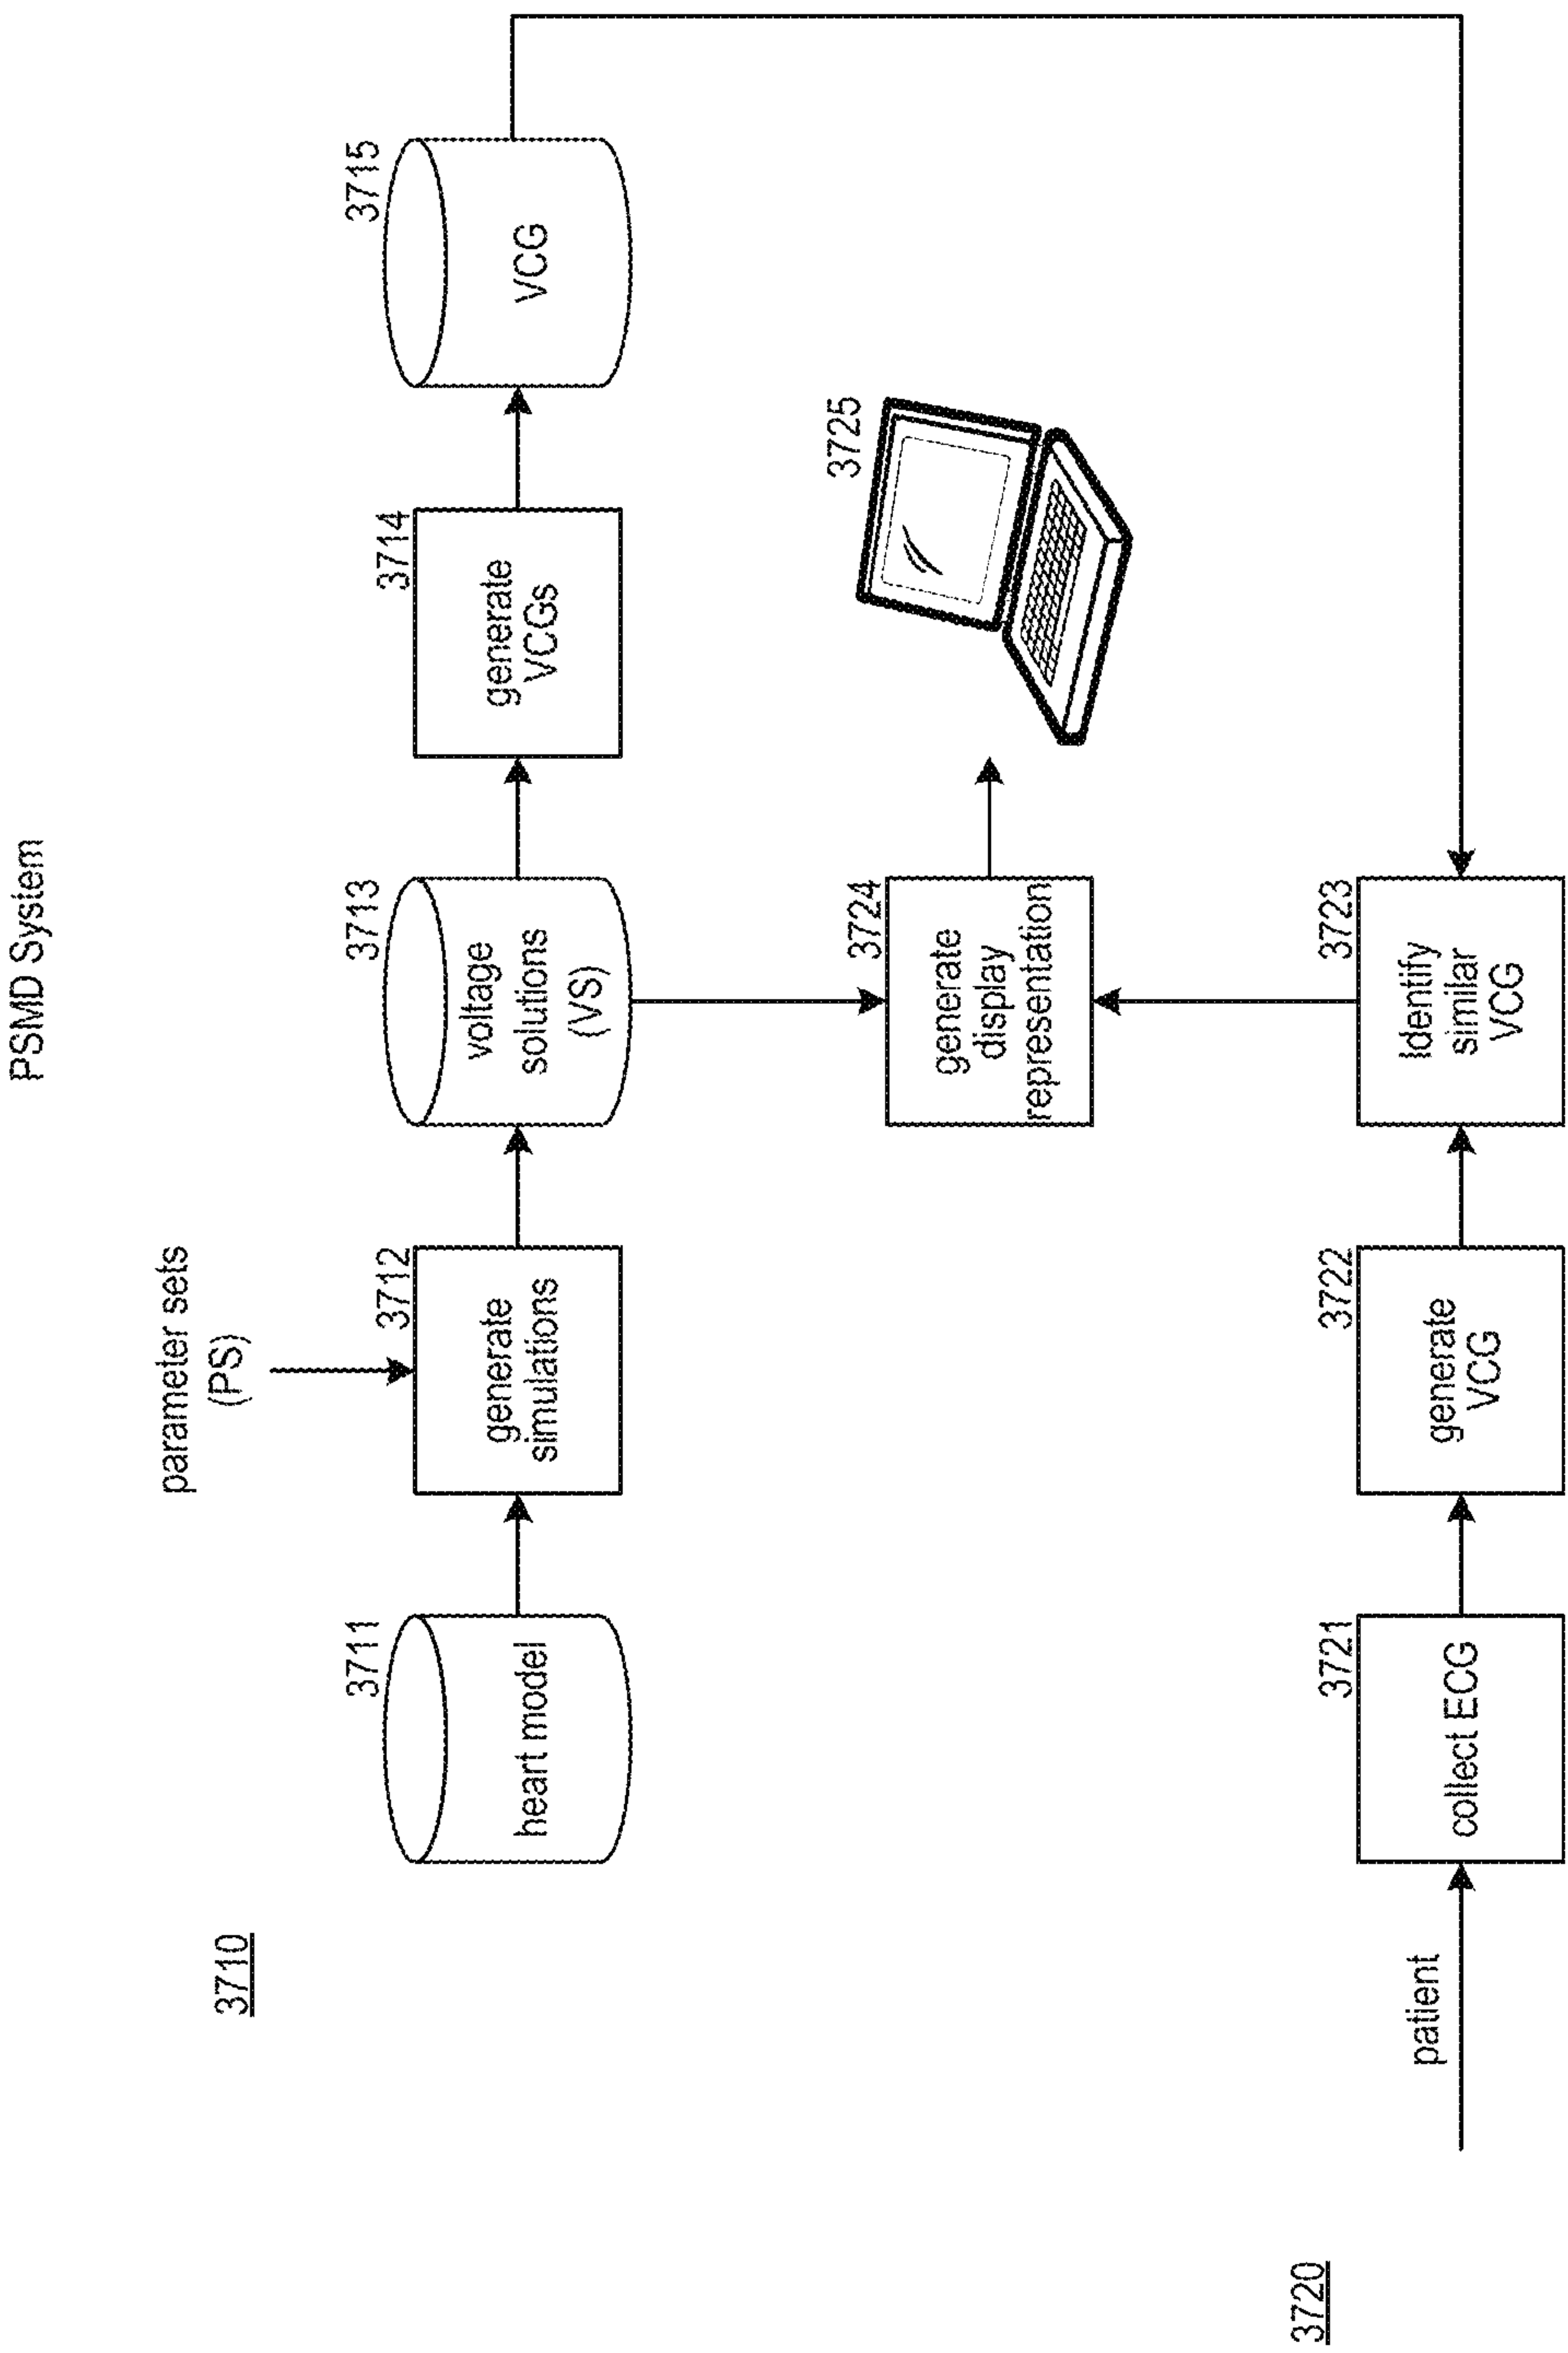 PSMD System
3710
parameter sets
(PS)
3711
heart model
3712
generate
simulations
3713
voltage
solutions
(VS)
3714
generate
VCGs
3715
VCG
3724
generate
display
representation
3725
3720
patient
3721
collect ECG
3722
generate
VCG
3723
Identify
similar
VCG